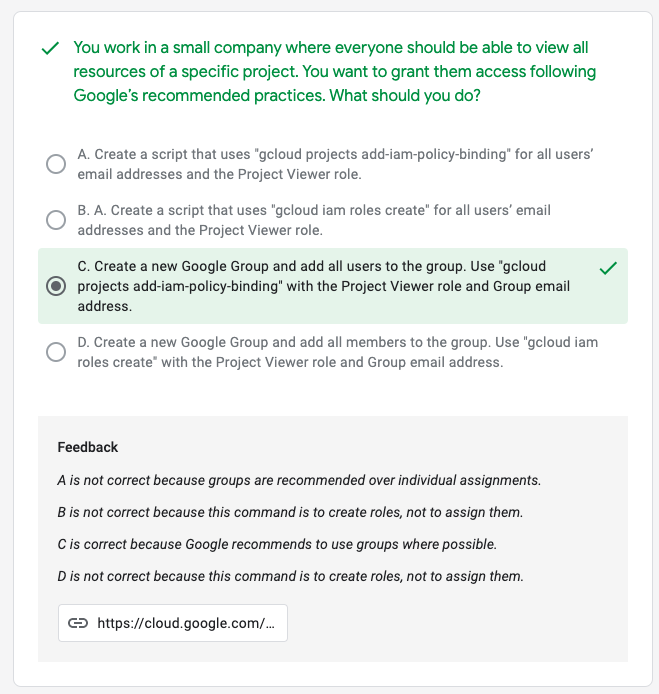 You work in a small company where everyone should be able to view all
resources of a specific project. You want to grant them access following
Google’s recommended practices. What should you do?
A. Create a script that uses "gcloud projects add-iam-policy-binding" for all users’
email addresses and the Project Viewer role.
B. A. Create a script that uses "gcloud iam roles create" for all users’ email
addresses and the Project Viewer role.
C. Create a new Google Group and add all users to the group. Use "gcloud
projects add-iam-policy-binding" with the Project Viewer role and Group email
address.
D. Create a new Google Group and add all members to the group. Use "gcloud iam
roles create" with the Project Viewer role and Group email address.
Feedback
A is not correct because groups are recommended over individual assignments.
B is not correct because this command is to create roles, not to assign them.
C is correct because Google recommends to use groups where possible.
D is not correct because this command is to create roles, not to assign them.
https://cloud.google.com/...